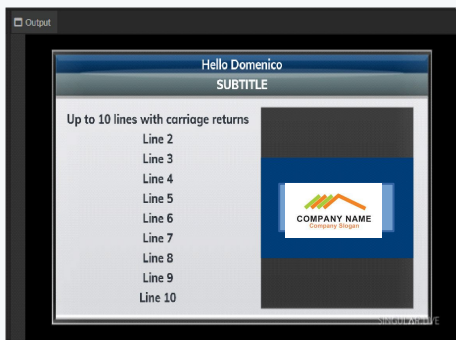 Output
Hello Domenico
SUBTITLE
Up to 10 lines with carriage returns
Line 2
Line 3
Line 4
Line 5
Line 6
Line 7
Line 8
Line 9
Line 10
COMPANY NAME
Company Slogan
SINGULAR.LIVE